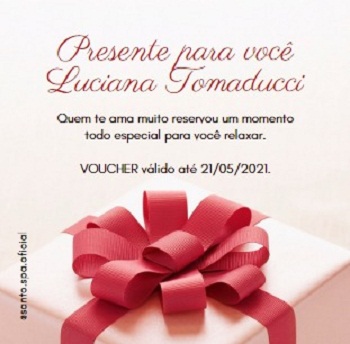 Presente para você
Luciana Tomaducci
Quem te ama muito reservou um momento
todo especial para você relaxar.
VOUCHER válido até 21/05/2021.
@santo.spa.oficial